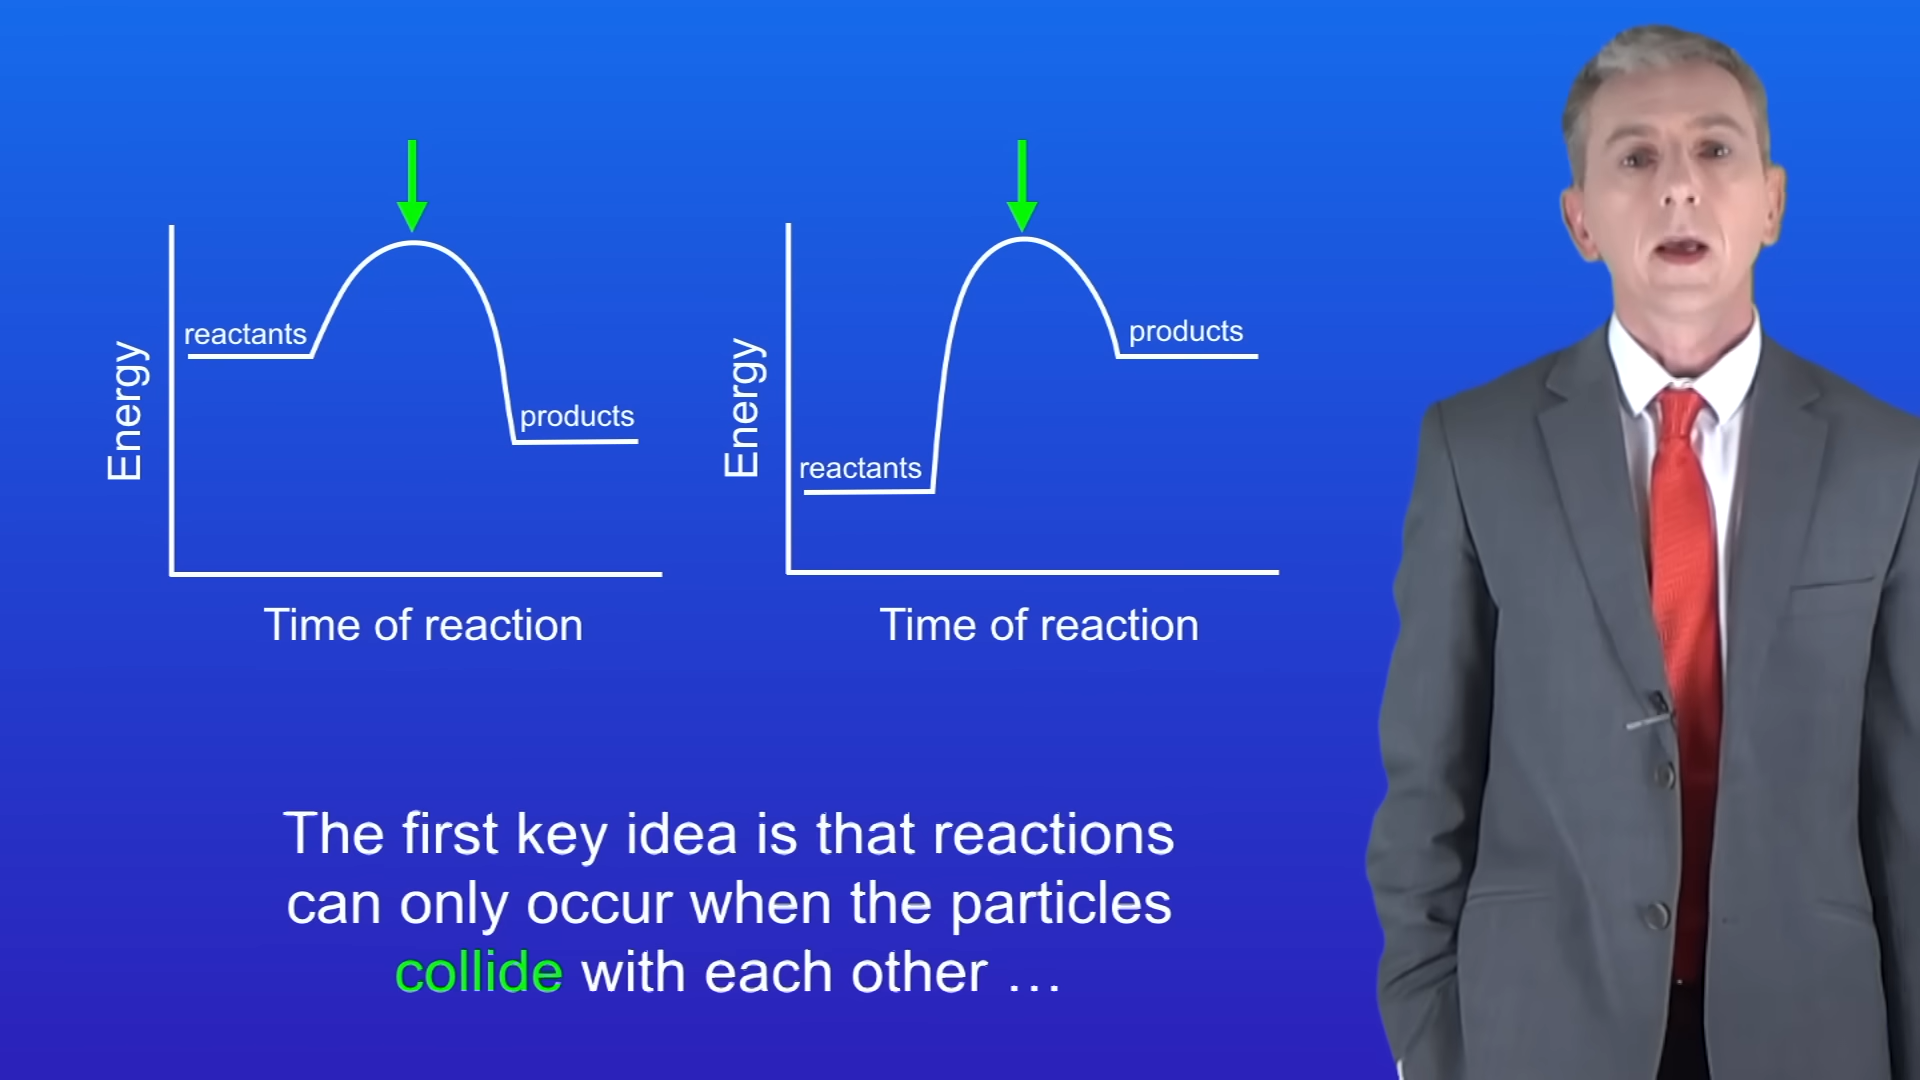 Energy
reactants
products
Time of reaction
Energy
reactants
products
Time of reaction
The first key idea is that reactions
can only occur when the particles
collide with each other …